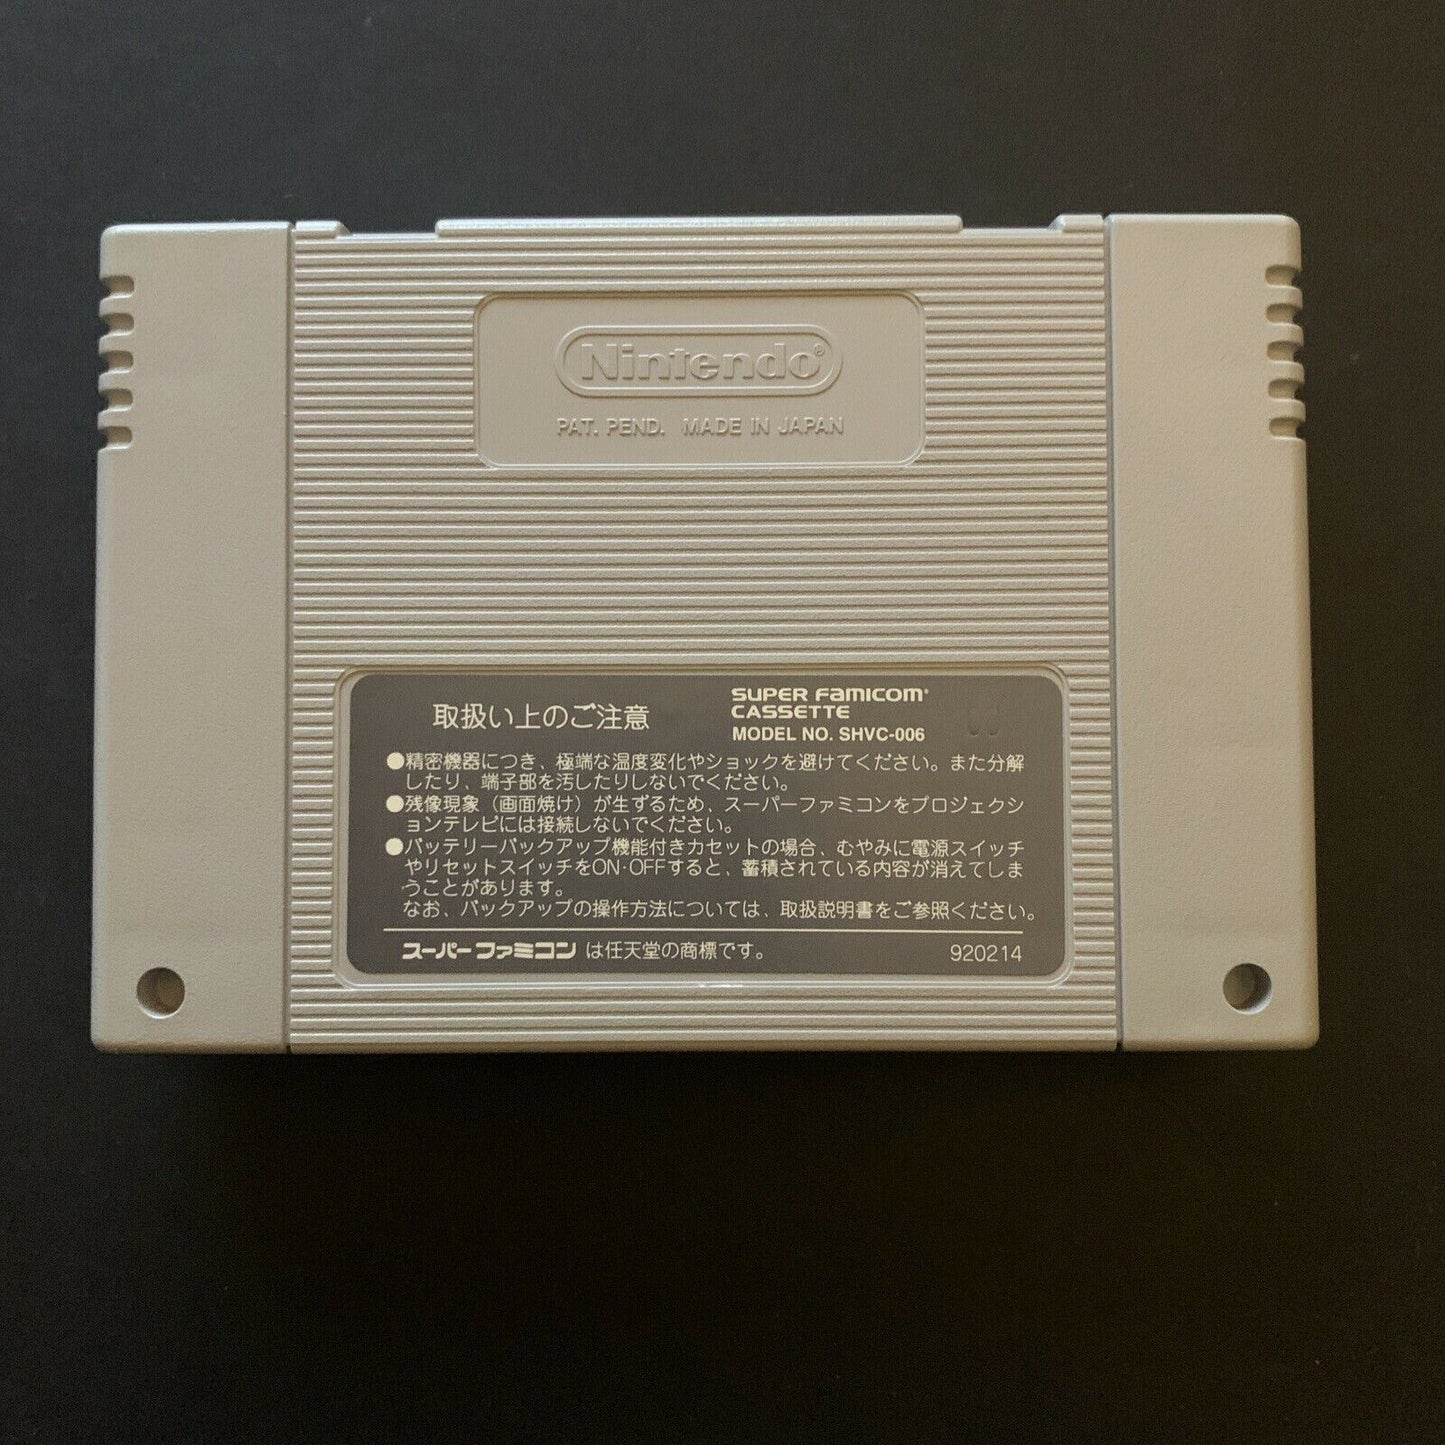 Nintendo®
PAT. PEND. MADE IN JAPAN
取扱い上のご注意
SUPER FAMICOM®
CASSETTE
MODEL NO. SHVC-006
●精密機器につき、極端な温度変化やショックを避けてください。また分解
したり、端子部を汚したりしないでください。
●残像現象（画面焼け）が生ずるため、スーパーファミコンをプロジェクシ
ョンテレビには接続しないでください。
●バッテリーバックアップ機能付きカセットの場合、むやみに電源スイッチ
やリセットスイッチをON·OFFすると、蓄積されている内容が消えてしま
うことがあります。
なお、バックアップの操作方法については、取扱説明書をご参照ください。
スーパーファミコン は任天堂の商標です。
920214